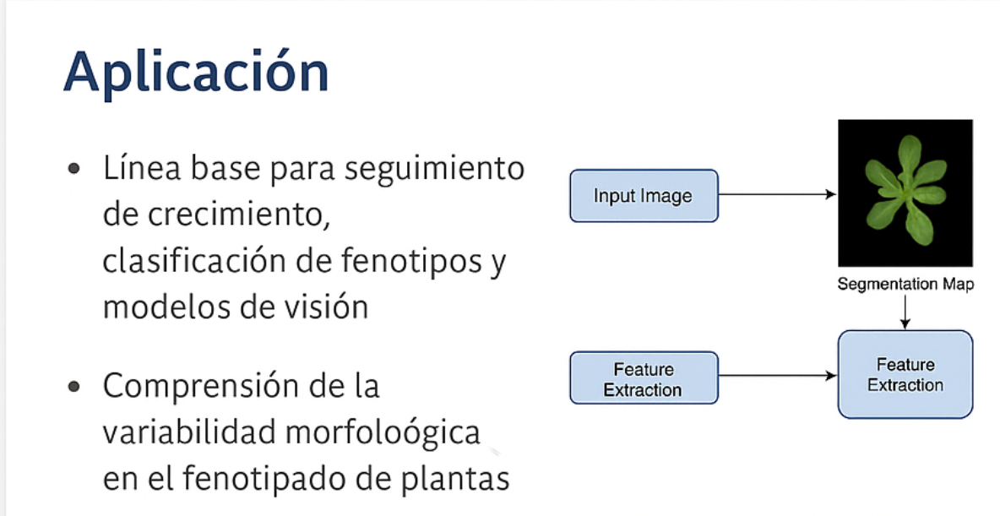 Aplicación
Línea base para seguimiento
de crecimiento,
clasificación de fenotipos y
modelos de visión
Comprensión de la
variabilidad morfoloógica
en el fenotipado de plantas
Input Image
Segmentation Map
Feature
Extraction
Feature
Extraction